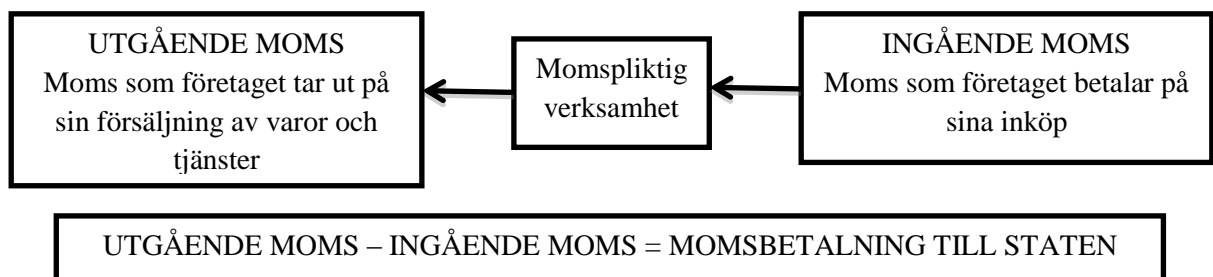 UTGÅENDE MOMS
Moms som företaget tar ut på
sin försäljning av varor och
tjänster
Momspliktig
verksamhet
INGÅENDE MOMS
Moms som företaget betalar på
sina inköp
UTGÅENDE MOMS – INGÅENDE MOMS = MOMSBETALNING TILL STATEN